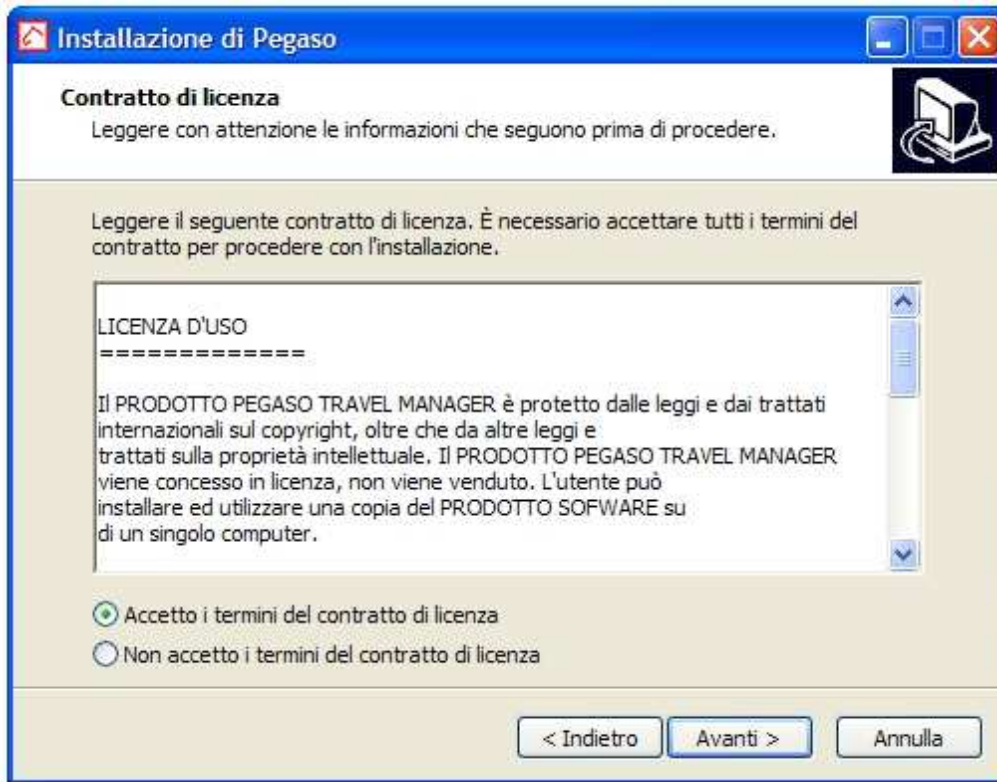 Installazione di Pegaso
Contratto di licenza
Leggere con attenzione le informazioni che seguono prima di procedere.
Leggere il seguente contratto di licenza. È necessario accettare tutti i termini del
contratto per procedere con l'installazione.
LICENZA D'USO
=============
Il PRODOTTO PEGASO TRAVEL MANAGER è protetto dalle leggi e dai trattati
internazionali sul copyright, oltre che da altre leggi e
trattati sulla proprietà intellettuale. Il PRODOTTO PEGASO TRAVEL MANAGER
viene concesso in licenza, non viene venduto. L'utente può
installare ed utilizzare una copia del PRODOTTO SOFWARE su
di un singolo computer.
Accetto i termini del contratto di licenza
Non accetto i termini del contratto di licenza
< Indietro Avanti > Annulla